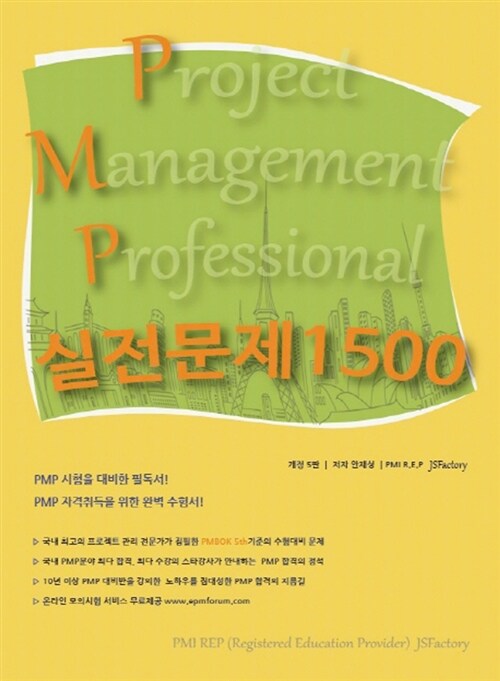 Project
Management
Professional
실전문제1500
개정 5판 | 저자 안재성 | PMI R.E.P JSFactory
PMP 시험을 대비한 필독서!
PMP 자격취득을 위한 완벽 수험서!
▷ 국내 최고의 프로젝트 관리 전문가가 집필한 PMBOK 5th기준의 수험대비 문제
▷ 국내 PMP분야 최다 합격, 최다 수강의 스타강사가 안내하는 PMP 합격의 정석
▷ 10년 이상 PMP 대비반을 강의한 노하우를 집대성한 PMP 합격의 지름길
▷ 온라인 모의시험 서비스 무료제공 www.epmforum.com
PMI REP (Registered Education Provider) JSFactory